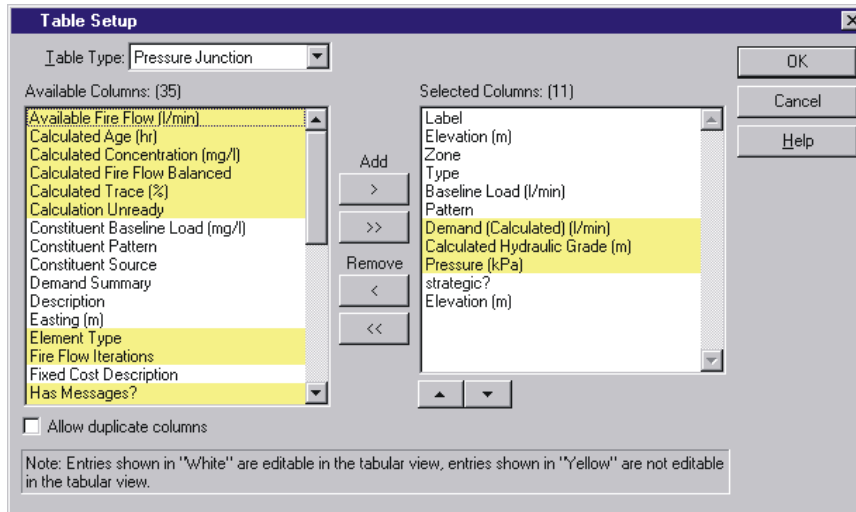 Table Setup
Table Type: Pressure Junction
Available Columns: (35)
Available Fire Flow (l/min)
Calculated Age (hr)
Calculated Concentration (mg/l)
Calculated Fire Flow Balanced
Calculated Trace (%)
Calculation Unready
Constituent Baseline Load (mg/l)
Constituent Pattern
Constituent Source
Demand Summary
Description
Easting (m)
Element Type
Fire Flow Iterations
Fixed Cost Description
Has Messages?
Add
>
>>
Remove
<
<<
Selected Columns: (11)
Label
Elevation (m)
Zone
Type
Baseline Load (l/min)
Pattern
Demand (Calculated) (l/min)
Calculated Hydraulic Grade (m)
Pressure (kPa)
strategic?
Elevation (m)
OK
Cancel
Help
Allow duplicate columns
Note: Entries shown in "White" are editable in the tabular view, entries shown in "Yellow" are not editable
in the tabular view.